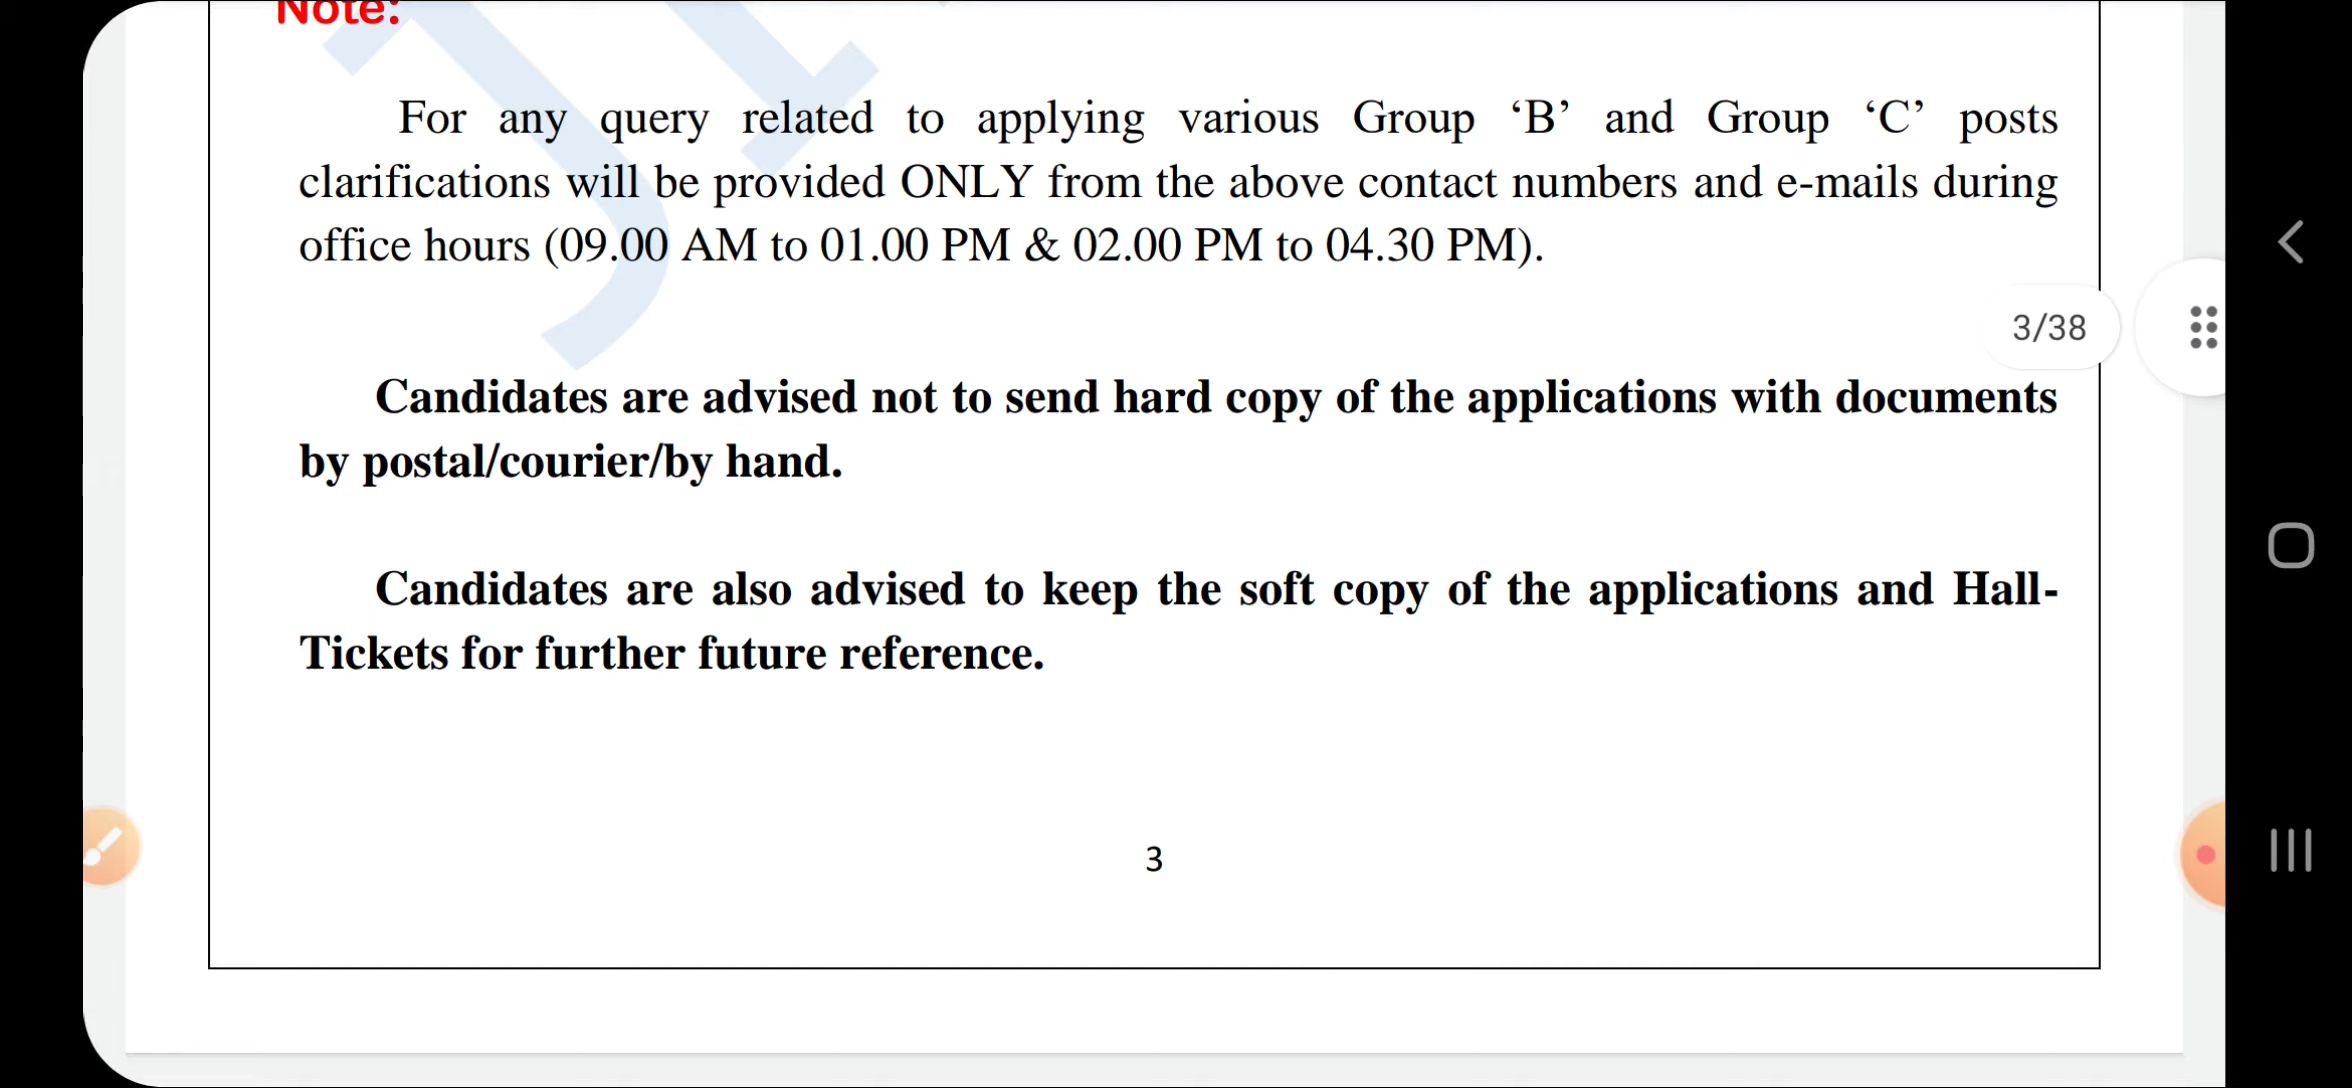 Note:
For any query related to applying various Group ‘B’ and Group ‘C’ posts
clarifications will be provided ONLY from the above contact numbers and e-mails during
office hours (09.00 AM to 01.00 PM & 02.00 PM to 04.30 PM).
3/38
Candidates are advised not to send hard copy of the applications with documents
by postal/courier/by hand.
Candidates are also advised to keep the soft copy of the applications and Hall-
Tickets for further future reference.
3